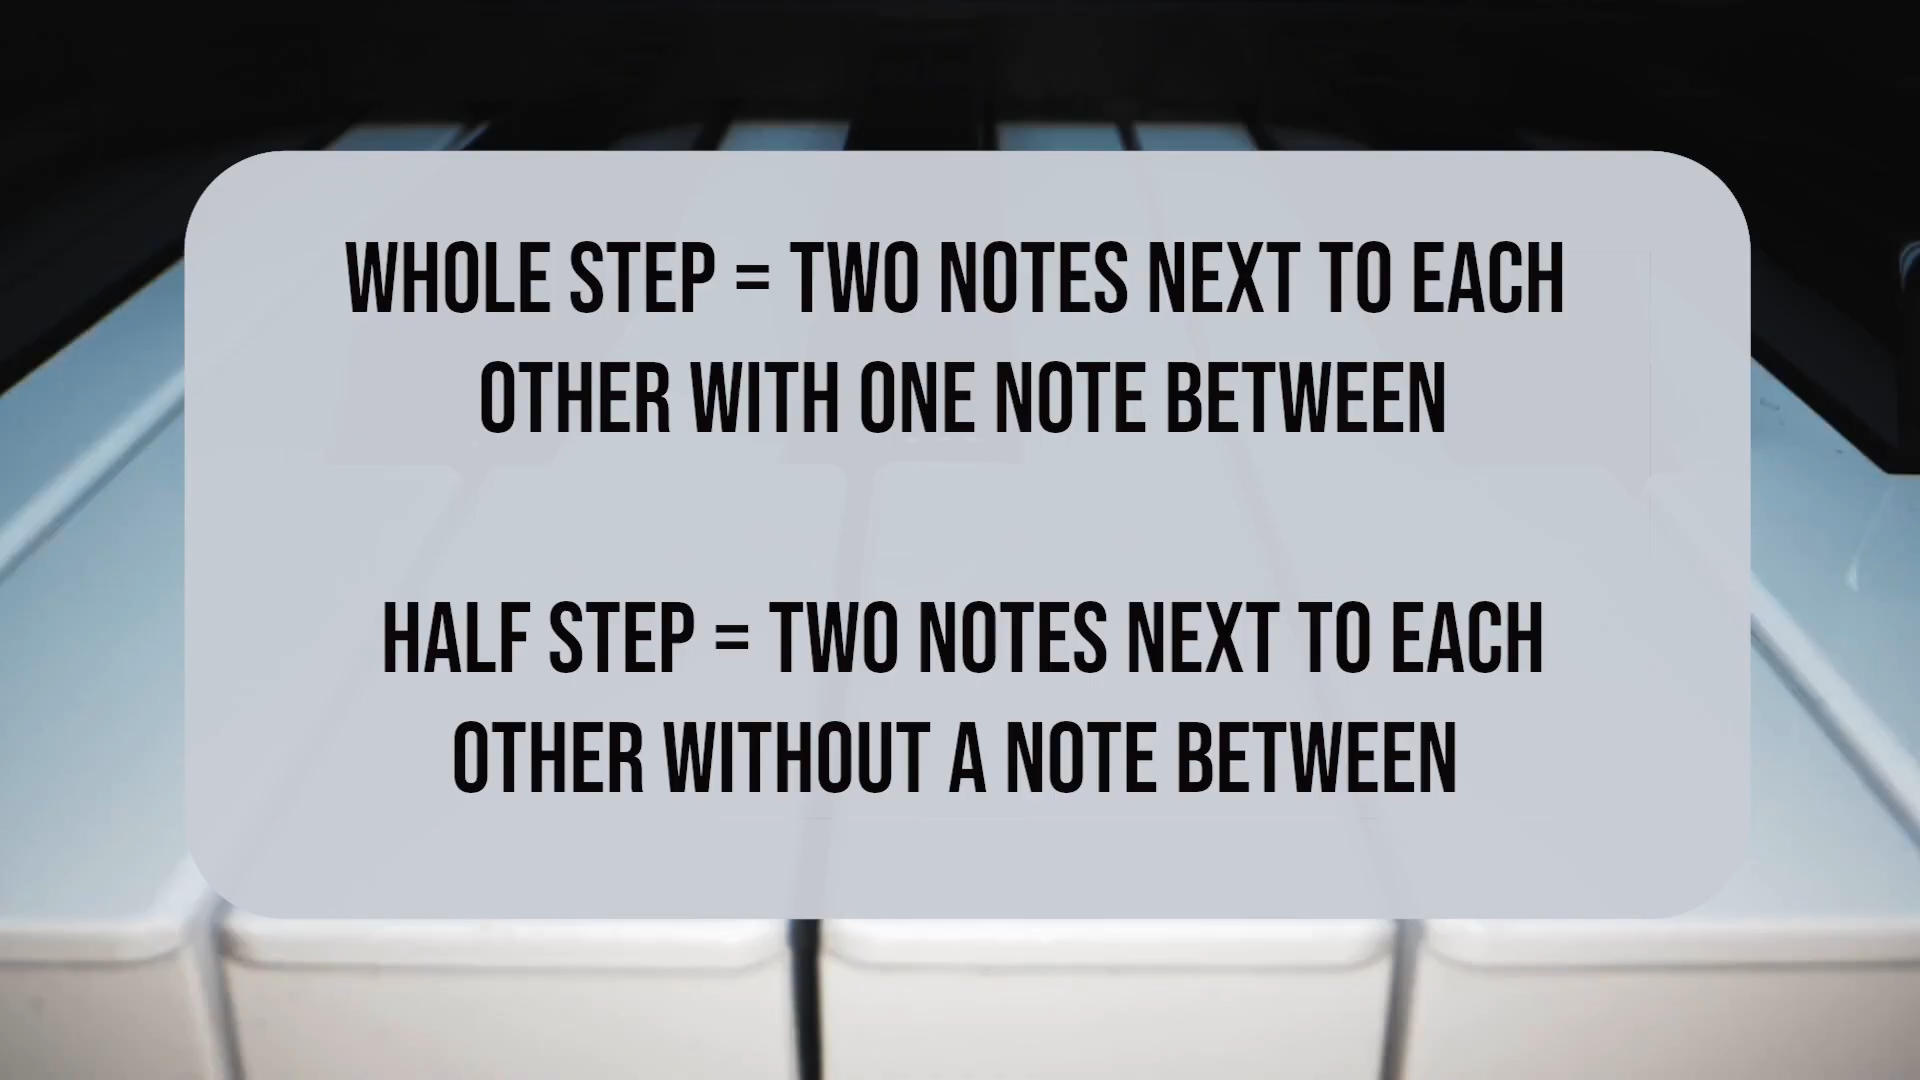 WHOLE STEP = TWO NOTES NEXT TO EACH
OTHER WITH ONE NOTE BETWEEN
HALF STEP = TWO NOTES NEXT TO EACH
OTHER WITHOUT A NOTE BETWEEN